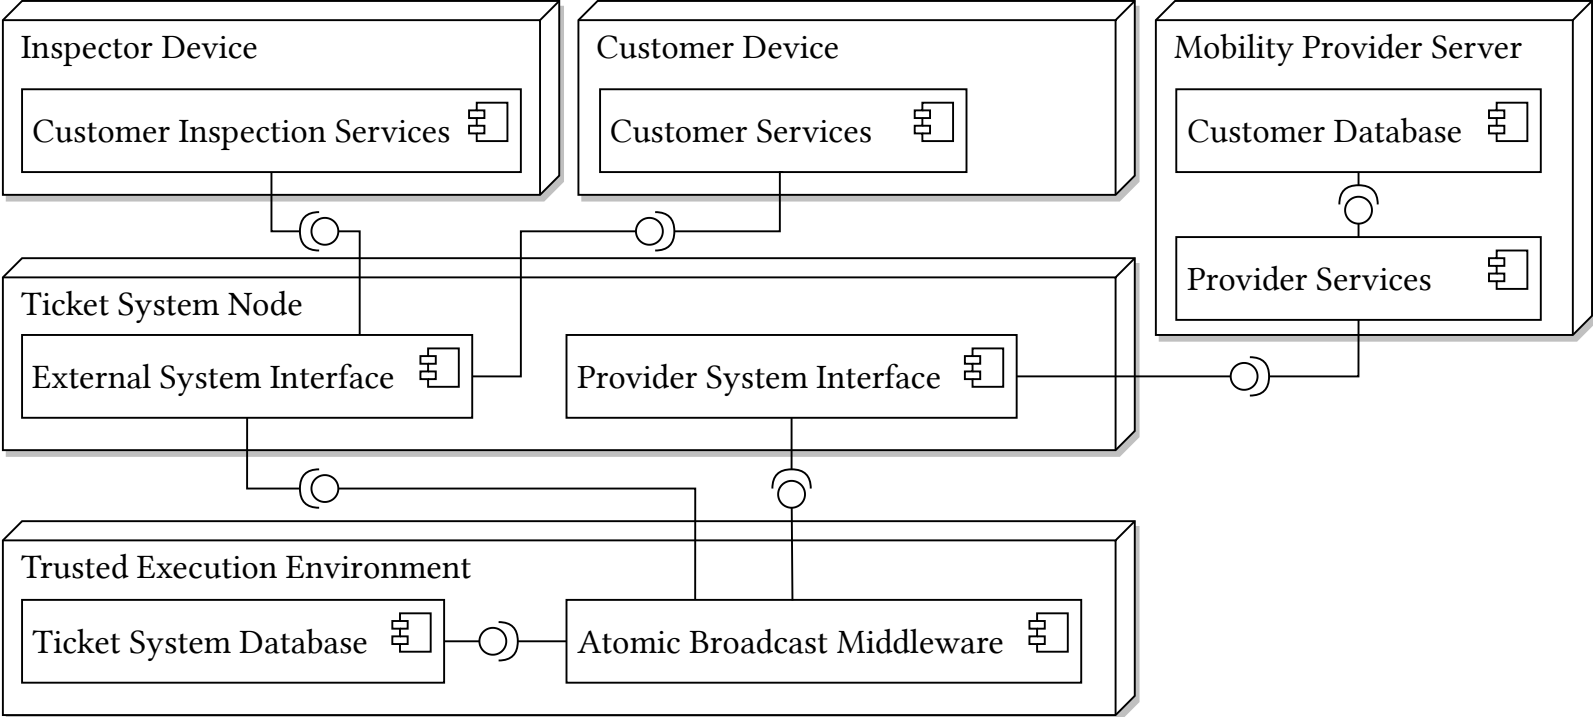 Inspector Device
Customer Inspection Services
Customer Device
Customer Services
Mobility Provider Server
Customer Database
Provider Services
Ticket System Node
External System Interface
Provider System Interface
Trusted Execution Environment
Ticket System Database
Atomic Broadcast Middleware